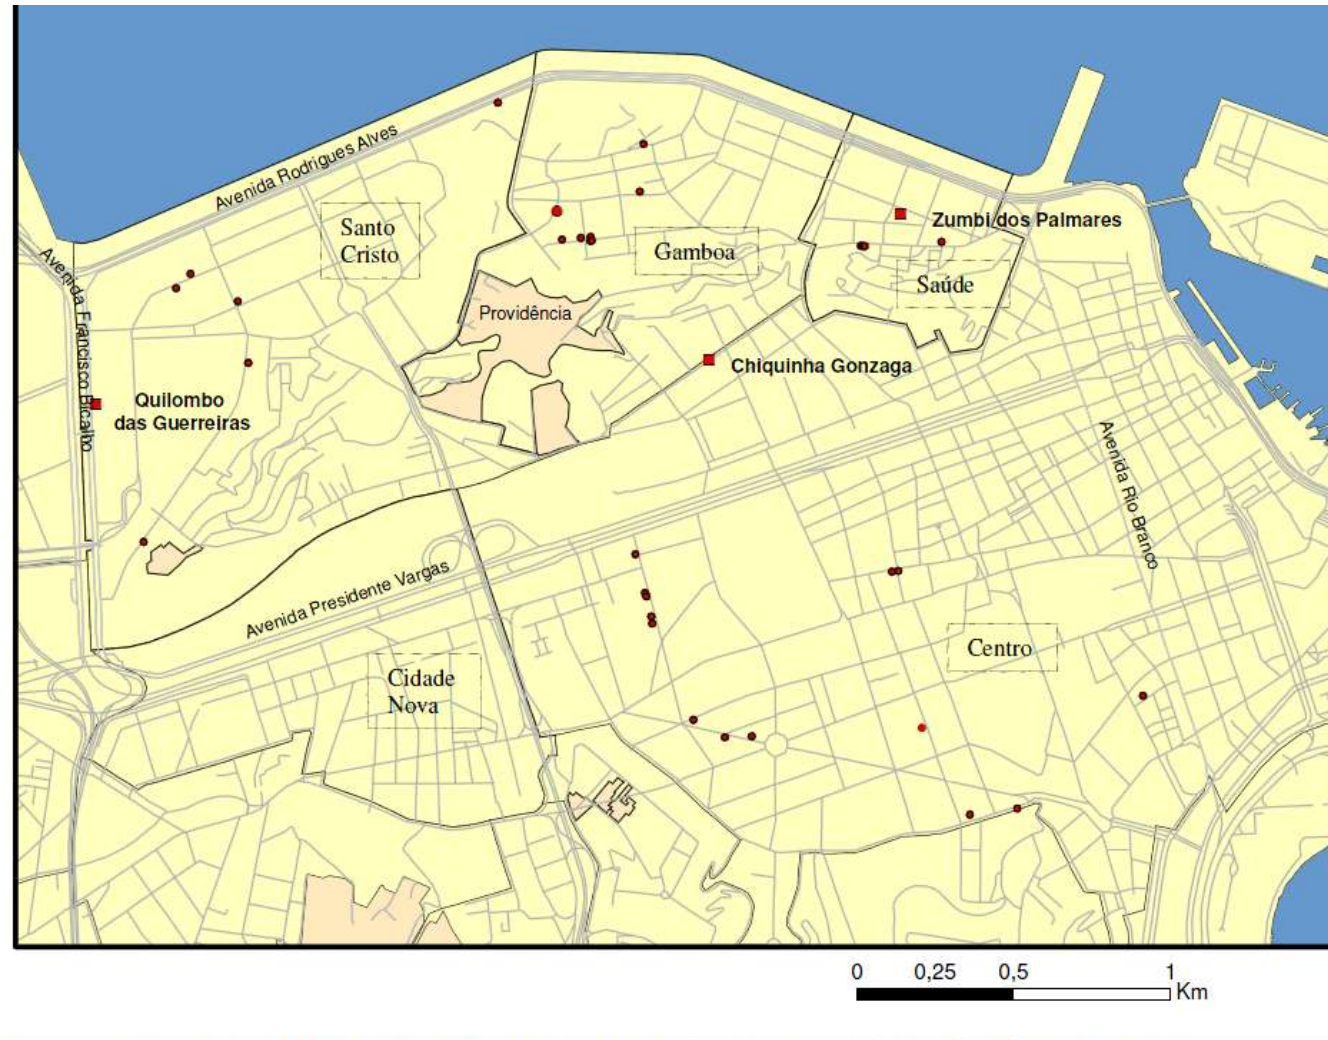 Avenida Rodrigues Alves
Santo
Cristo
Gamboa
Zumbi dos Palmares
Saúde
Avenida Francisco Bicalho
Providência
Chiquinha Gonzaga
Quilombo
das Guerreiras
Avenida Rio Branco
Avenida Presidente Vargas
Centro
Cidade
Nova
0 0,25 0,5 1
Km